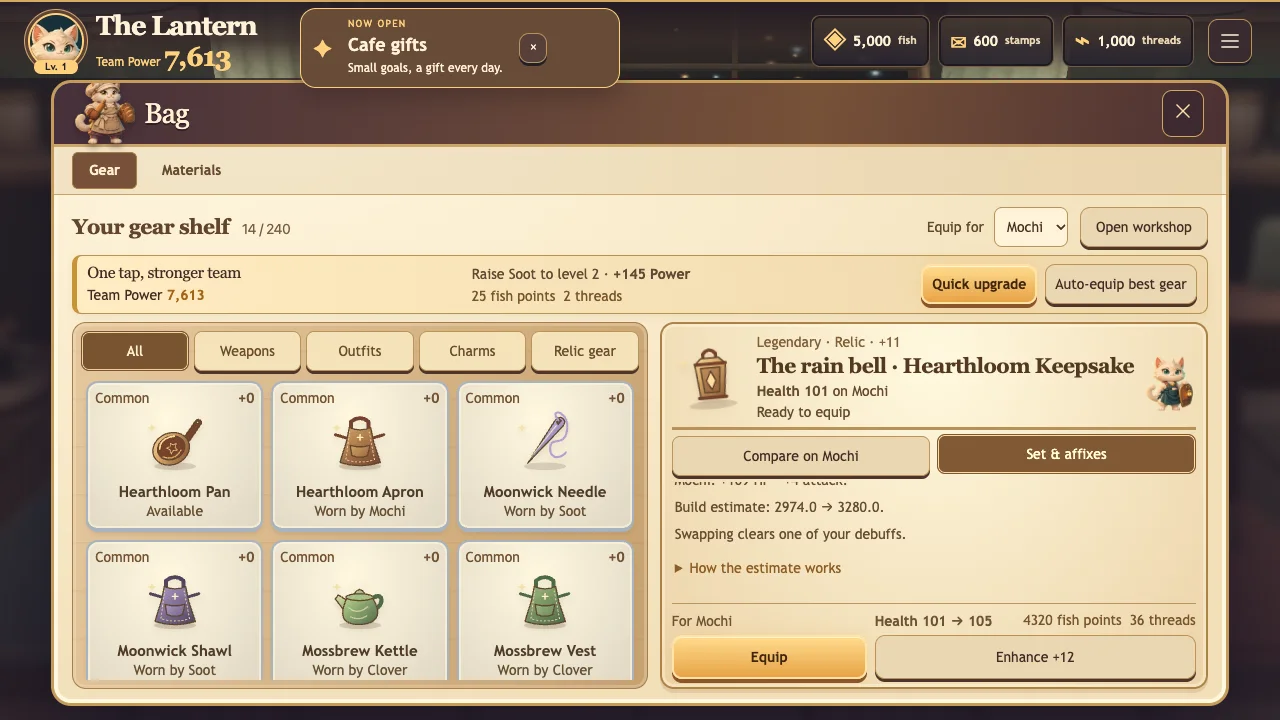 The Lantern
Team Power 7,613
Lv. 1
NOW OPEN
Cafe gifts
Small goals, a gift every day.
×
5,000 fish
600 stamps
1,000 threads
Bag
Gear
Materials
Your gear shelf 14 / 240
Equip for
Mochi
Open workshop
One tap, stronger team
Team Power 7,613
Raise Soot to level 2 · +145 Power
25 fish points 2 threads
Quick upgrade
Auto-equip best gear
All
Weapons
Outfits
Charms
Relic gear
Common +0
Hearthloom Pan
Available
Common +0
Hearthloom Apron
Worn by Mochi
Common +0
Moonwick Needle
Worn by Soot
Common +0
Moonwick Shawl
Worn by Soot
Common +0
Mossbrew Kettle
Worn by Clover
Common +0
Mossbrew Vest
Worn by Clover
Legendary · Relic · +11
The rain bell · Hearthloom Keepsake
Health 101 on Mochi
Ready to equip
Compare on Mochi
Set & affixes
Build estimate: 2974.0 → 3280.0.
Swapping clears one of your debuffs.
▸ How the estimate works
For Mochi
Health 101 → 105
4320 fish points 36 threads
Equip
Enhance +12